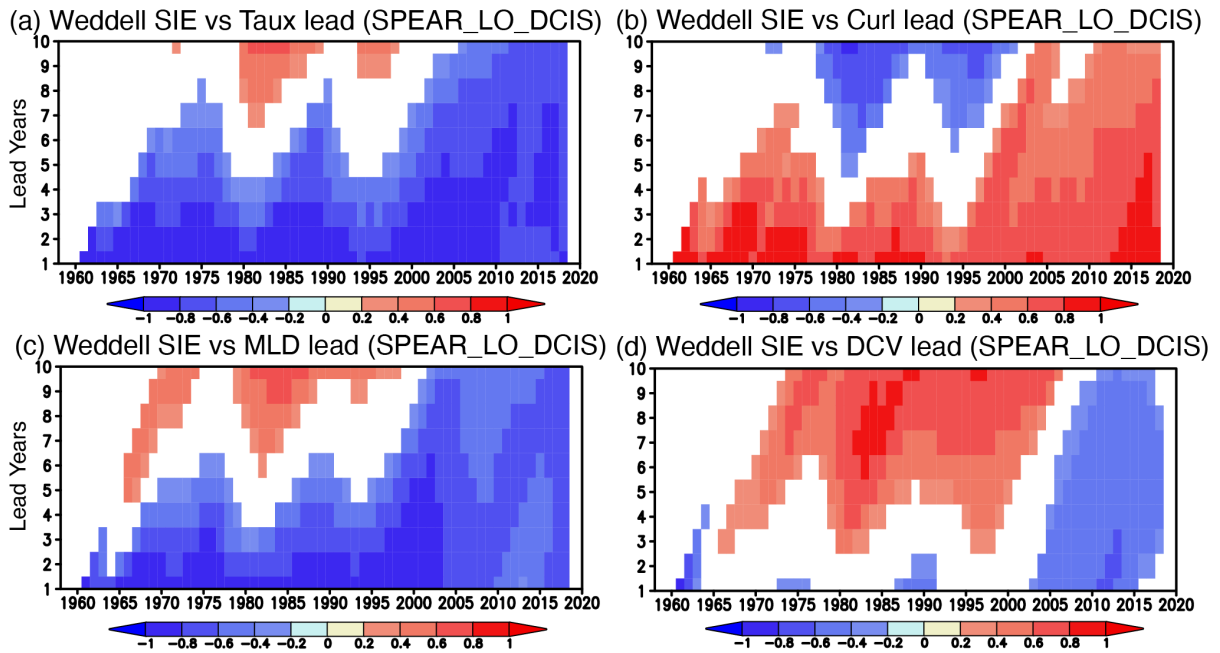 (a) Weddell SIE vs Taux lead (SPEAR_LO_DCIS)
Lead Years
10
9
8
7
6
5
4
3
2
1
1960 1965 1970 1975 1980 1985 1990 1995 2000 2005 2010 2015 2020
-1 -0.8 -0.6 -0.4 -0.2 0 0.2 0.4 0.6 0.8 1
(b) Weddell SIE vs Curl lead (SPEAR_LO_DCIS)
10
9
8
7
6
5
4
3
2
1
1960 1965 1970 1975 1980 1985 1990 1995 2000 2005 2010 2015 2020
-1 -0.8 -0.6 -0.4 -0.2 0 0.2 0.4 0.6 0.8 1
(c) Weddell SIE vs MLD lead (SPEAR_LO_DCIS)
Lead Years
10
9
8
7
6
5
4
3
2
1
1960 1965 1970 1975 1980 1985 1990 1995 2000 2005 2010 2015 2020
-1 -0.8 -0.6 -0.4 -0.2 0 0.2 0.4 0.6 0.8 1
(d) Weddell SIE vs DCV lead (SPEAR_LO_DCIS)
10
9
8
7
6
5
4
3
2
1
1960 1965 1970 1975 1980 1985 1990 1995 2000 2005 2010 2015 2020
-1 -0.8 -0.6 -0.4 -0.2 0 0.2 0.4 0.6 0.8 1